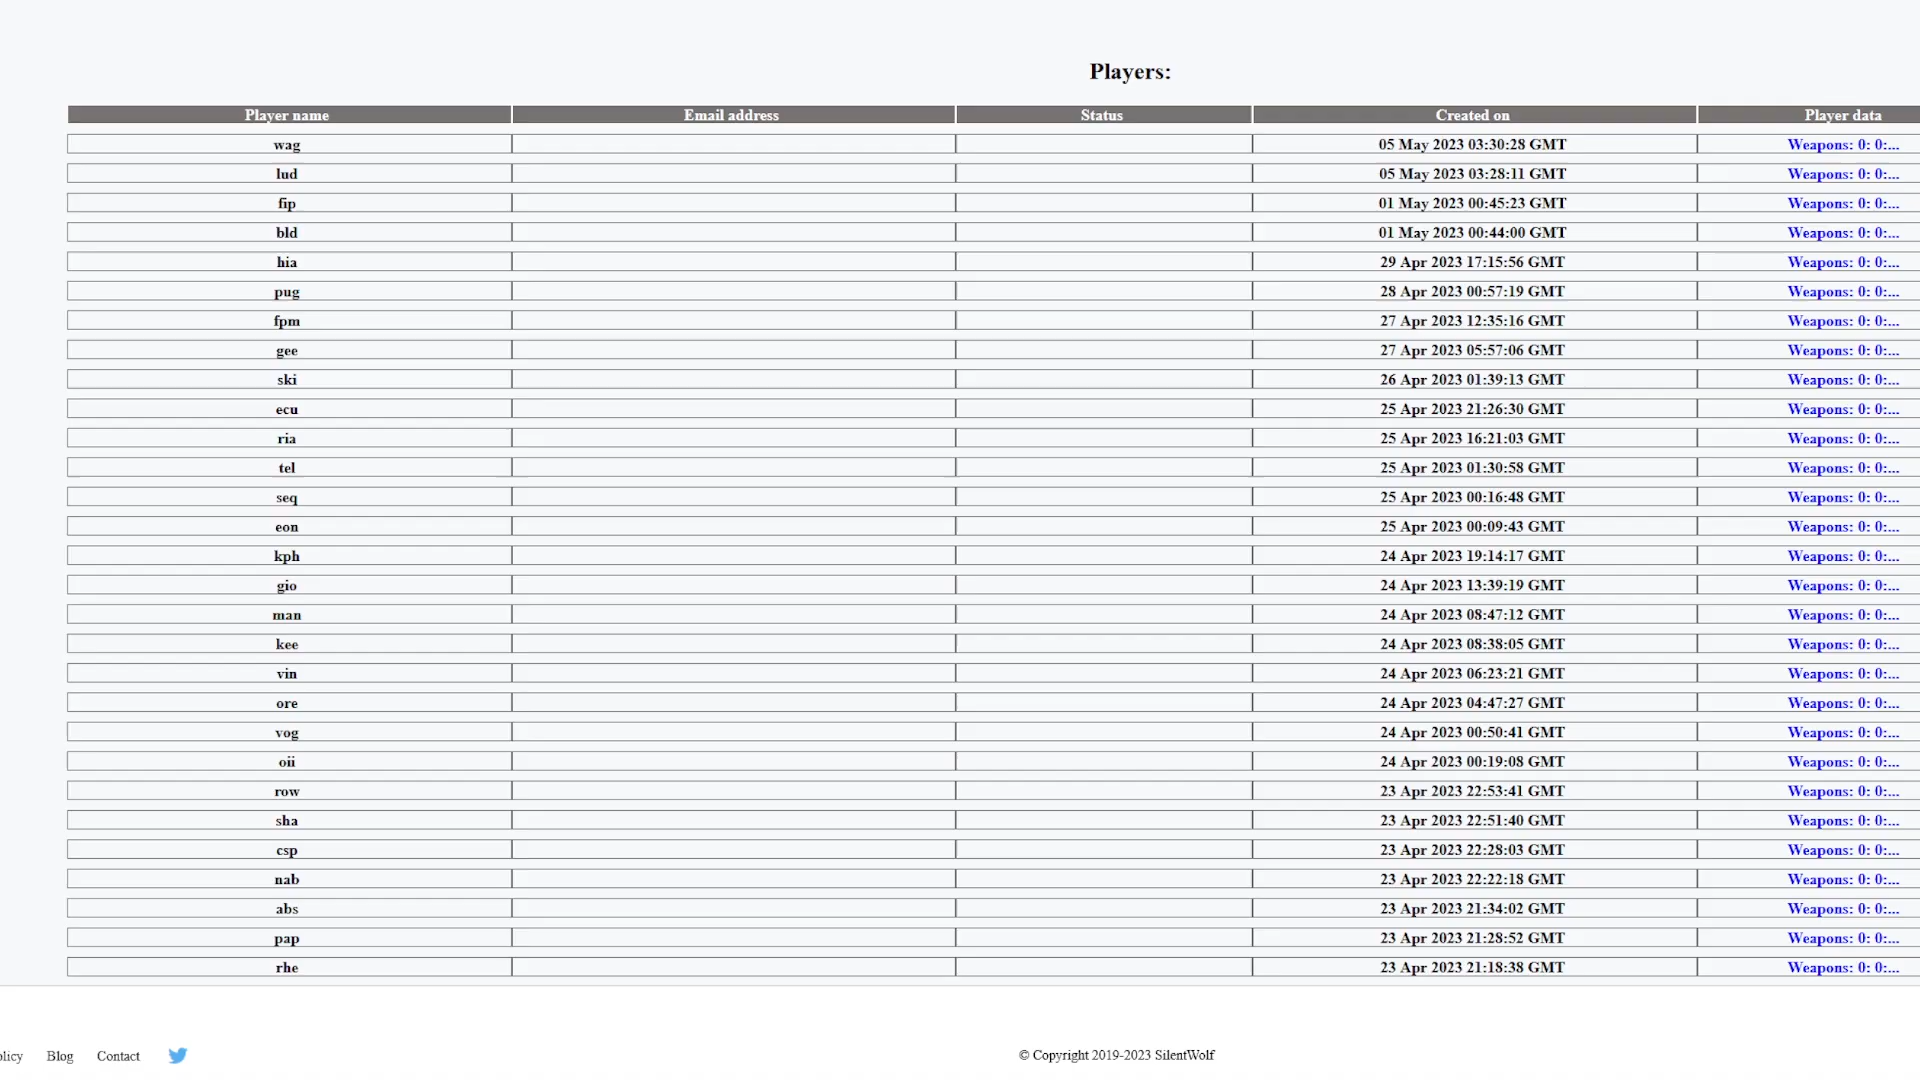 Players:
Player name Email address Status Created on Player data
wag 05 May 2023 03:30:28 GMT Weapons: 0: 0:...
lud 05 May 2023 03:28:11 GMT Weapons: 0: 0:...
fip 01 May 2023 00:45:23 GMT Weapons: 0: 0:...
bld 01 May 2023 00:44:00 GMT Weapons: 0: 0:...
hia 29 Apr 2023 17:15:56 GMT Weapons: 0: 0:...
pug 28 Apr 2023 00:57:19 GMT Weapons: 0: 0:...
fpm 27 Apr 2023 12:35:16 GMT Weapons: 0: 0:...
gee 27 Apr 2023 05:57:06 GMT Weapons: 0: 0:...
ski 26 Apr 2023 01:39:13 GMT Weapons: 0: 0:...
ecu 25 Apr 2023 21:26:30 GMT Weapons: 0: 0:...
ria 25 Apr 2023 16:21:03 GMT Weapons: 0: 0:...
tel 25 Apr 2023 01:30:58 GMT Weapons: 0: 0:...
seq 25 Apr 2023 00:16:48 GMT Weapons: 0: 0:...
eon 25 Apr 2023 00:09:43 GMT Weapons: 0: 0:...
kph 24 Apr 2023 19:14:17 GMT Weapons: 0: 0:...
gio 24 Apr 2023 13:39:19 GMT Weapons: 0: 0:...
man 24 Apr 2023 08:47:12 GMT Weapons: 0: 0:...
kee 24 Apr 2023 08:38:05 GMT Weapons: 0: 0:...
vin 24 Apr 2023 06:23:21 GMT Weapons: 0: 0:...
ore 24 Apr 2023 04:47:27 GMT Weapons: 0: 0:...
vog 24 Apr 2023 00:50:41 GMT Weapons: 0: 0:...
oii 24 Apr 2023 00:19:08 GMT Weapons: 0: 0:...
row 23 Apr 2023 22:53:41 GMT Weapons: 0: 0:...
sha 23 Apr 2023 22:51:40 GMT Weapons: 0: 0:...
csp 23 Apr 2023 22:28:03 GMT Weapons: 0: 0:...
nab 23 Apr 2023 22:22:18 GMT Weapons: 0: 0:...
abs 23 Apr 2023 21:34:02 GMT Weapons: 0: 0:...
pap 23 Apr 2023 21:28:52 GMT Weapons: 0: 0:...
rhe 23 Apr 2023 21:18:38 GMT Weapons: 0: 0:...
olicy Blog Contact © Copyright 2019-2023 SilentWolf